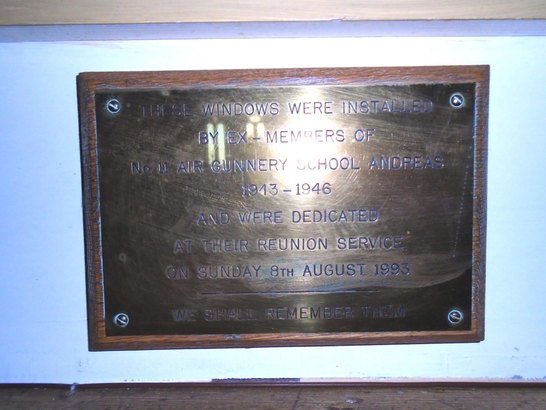 THESE WINDOWS WERE INSTALLED
BY EX-MEMBERS OF
No 11 AIR GUNNERY SCHOOL ANDREAS
1943-1946
AND WERE DEDICATED
AT THEIR REUNION SERVICE
ON SUNDAY 8TH AUGUST 1993
WE SHALL REMEMBER THEM